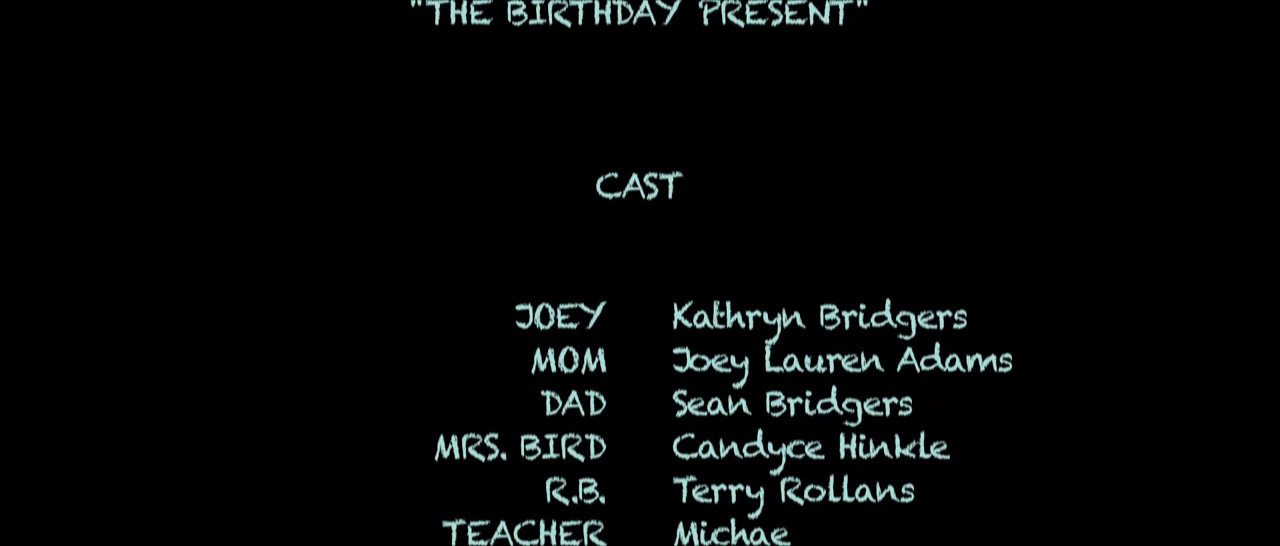 "THE BIRTHDAY PRESENT"
CAST
JOEY Kathryn Bridgers
MOM Joey Lauren Adams
DAD Sean Bridgers
MRS. BIRD Candyce Hinkle
R.B. Terry Rollans
TEACHER Michae